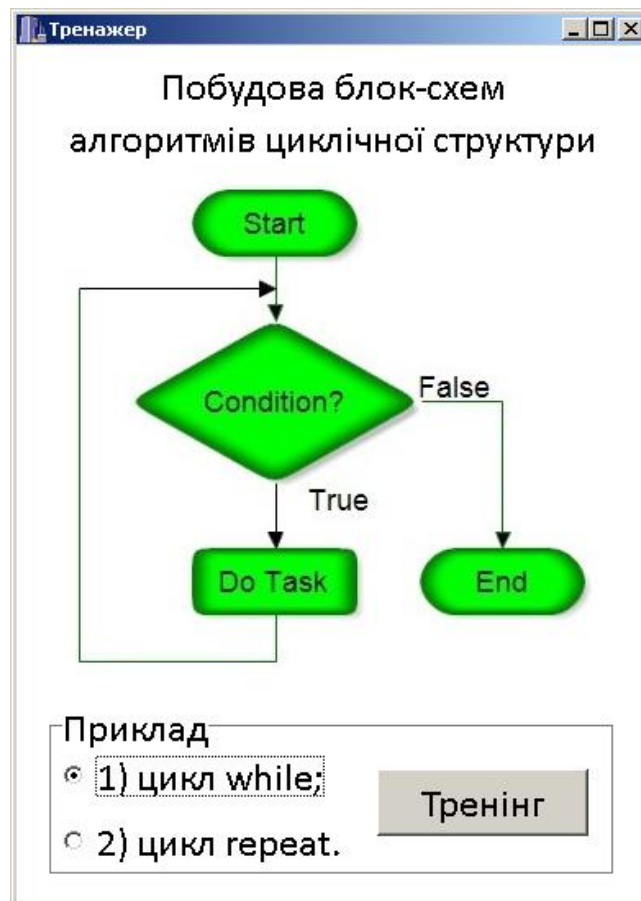 Тренажер
Побудова блок-схем
алгоритмів циклічної структури
Start
Condition?
False
True
Do Task
End
Приклад
1) цикл while;
Тренінг
2) цикл repeat.